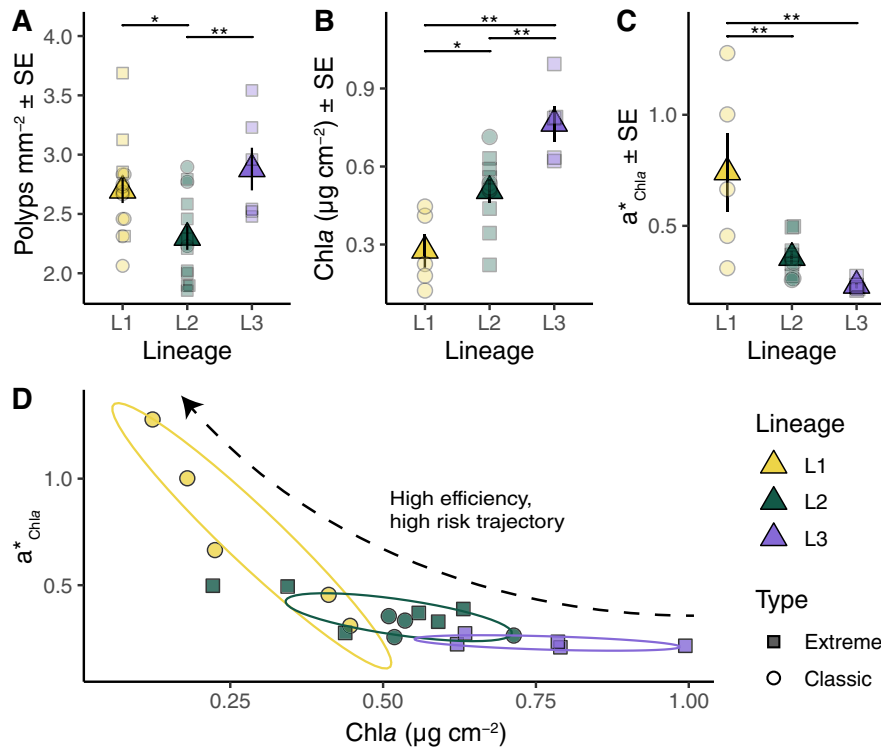 A
B
C
*
**
**
*
**
**
**
Polyps mm⁻² ± SE
4.0
3.5
3.0
2.5
2.0
L1 L2 L3
Lineage
Chla (µg cm⁻²) ± SE
0.9
0.6
0.3
L1 L2 L3
Lineage
a*Chla ± SE
1.0
0.5
L1 L2 L3
Lineage
D
a*Chla
1.0
0.5
High efficiency,
high risk trajectory
0.25 0.50 0.75 1.00
Chla (µg cm⁻²)
Lineage
L1
L2
L3
Type
Extreme
Classic